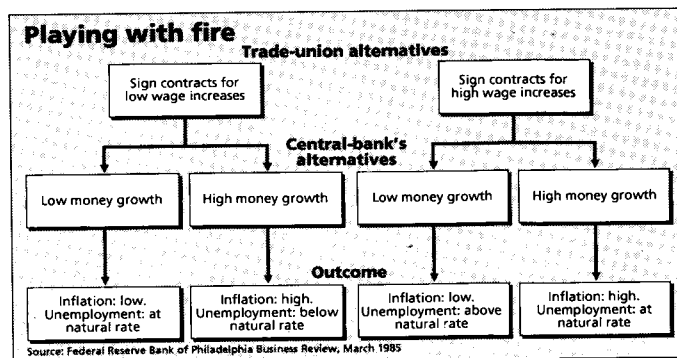 Playing with fire
Trade-union alternatives
Sign contracts for
low wage increases
Sign contracts for
high wage increases
Central-bank's
alternatives
Low money growth
High money growth
Low money growth
High money growth
Outcome
Inflation: low.
Unemployment: at
natural rate
Inflation: high.
Unemployment: below
natural rate
Inflation: low.
Unemployment: above
natural rate
Inflation: high.
Unemployment: at
natural rate
Source: Federal Reserve Bank of Philadelphia Business Review, March 1985